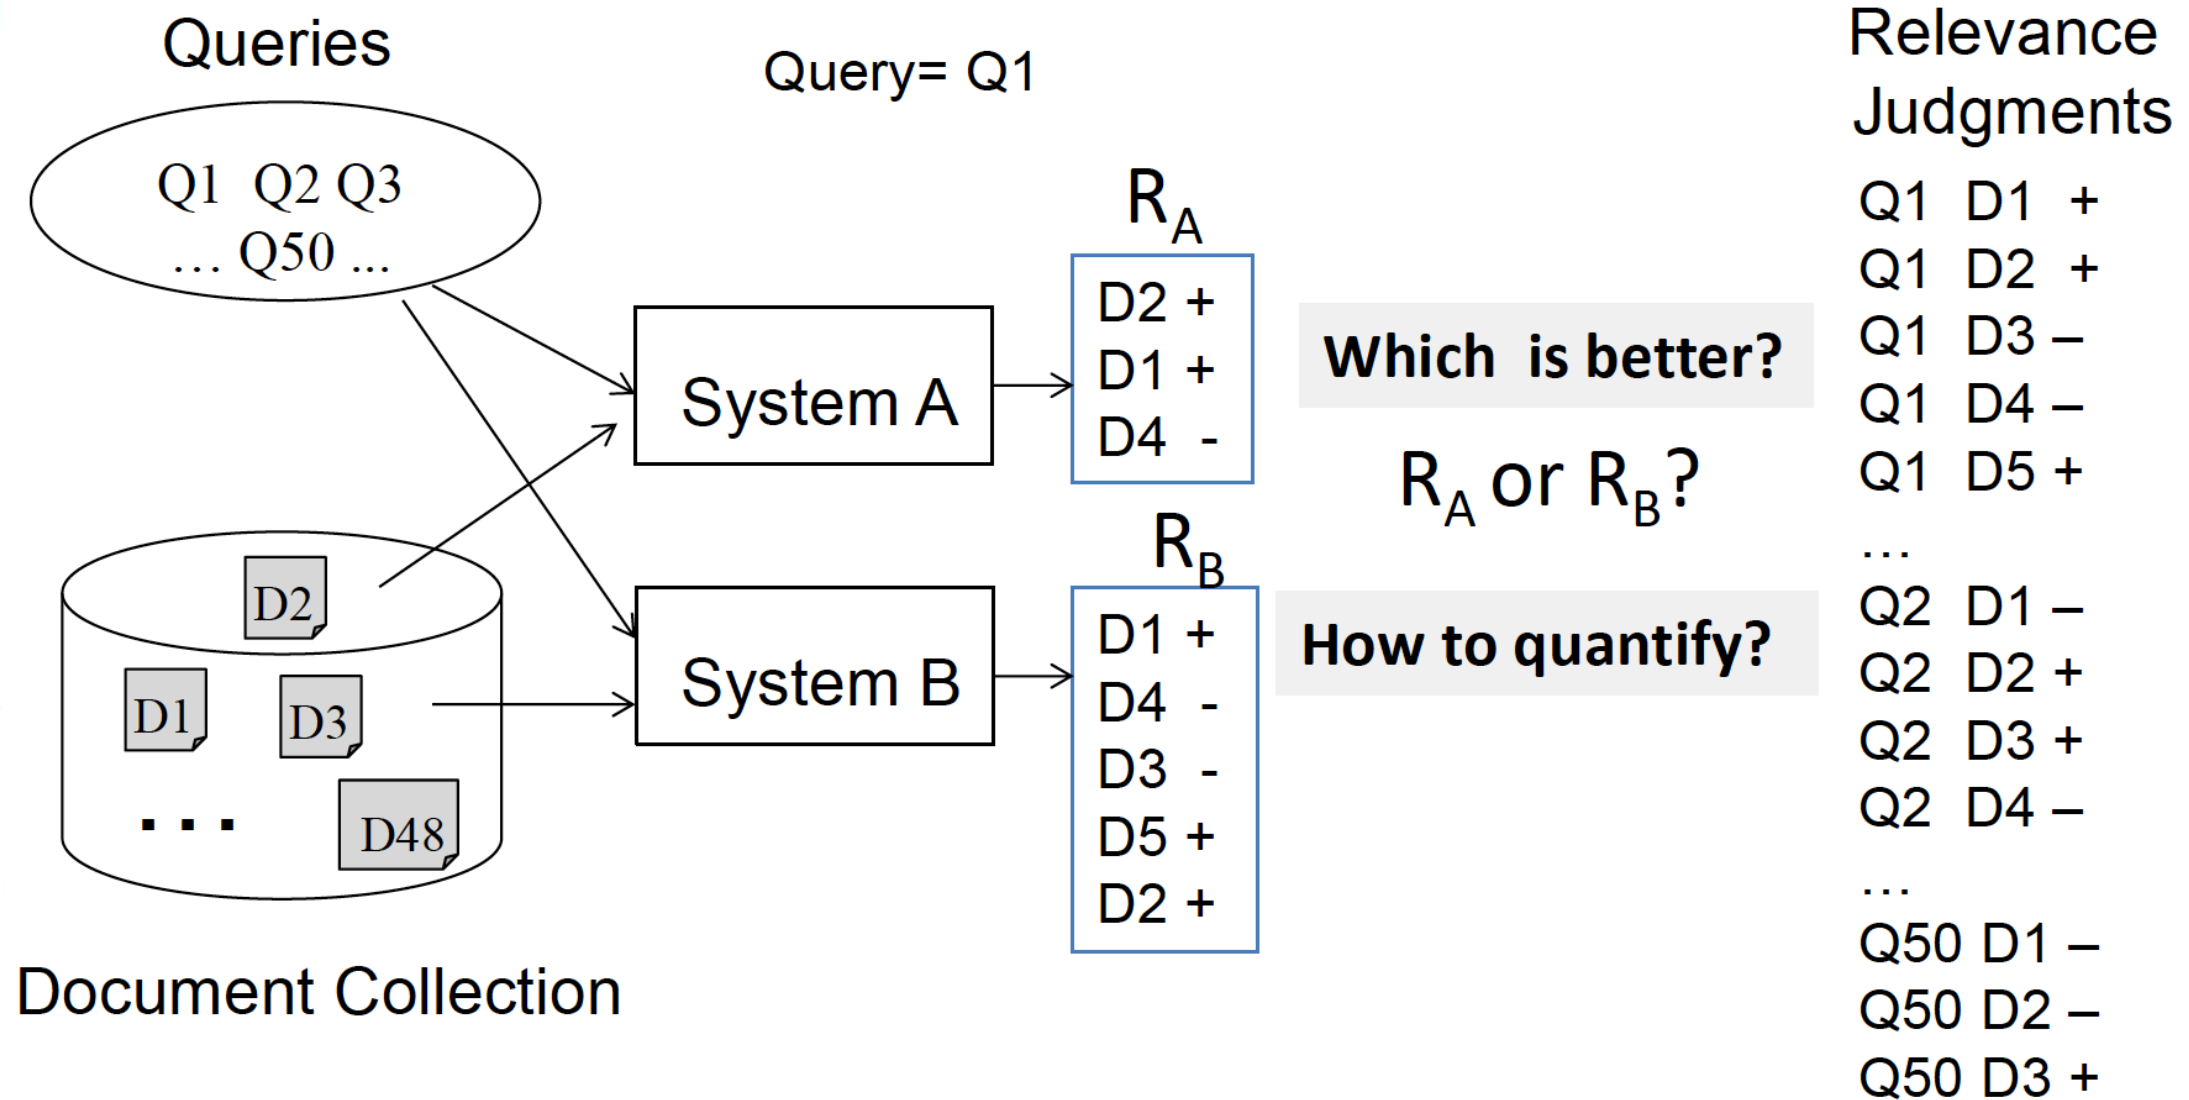 Queries
Q1 Q2 Q3
… Q50 ...
D2
D1
D3
...
D48
Document Collection
Query= Q1
System A
System B
RA
D2 +
D1 +
D4 -
RB
D1 +
D4 -
D3 -
D5 +
D2 +
Which is better?
RA or RB?
How to quantify?
Relevance
Judgments
Q1 D1 +
Q1 D2 +
Q1 D3 –
Q1 D4 –
Q1 D5 +
…
Q2 D1 –
Q2 D2 +
Q2 D3 +
Q2 D4 –
…
Q50 D1 –
Q50 D2 –
Q50 D3 +